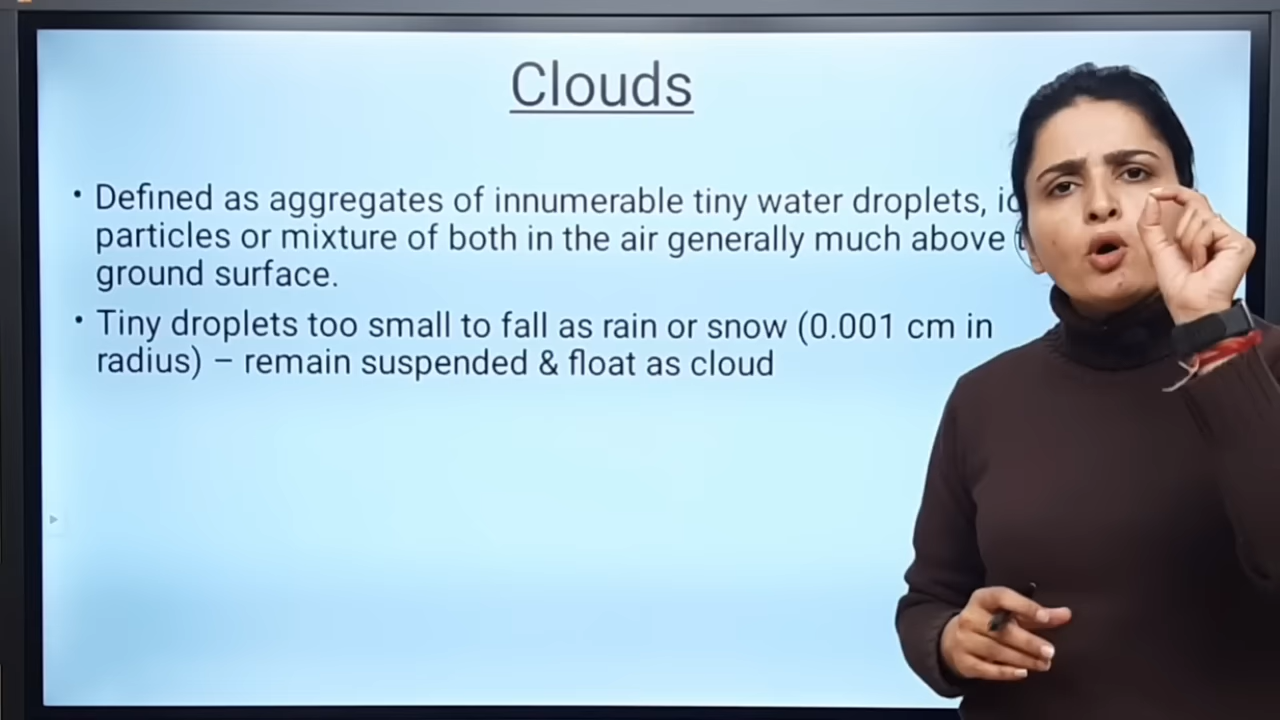 Clouds
• Defined as aggregates of innumerable tiny water droplets,
particles or mixture of both in the air generally much above
ground surface.
• Tiny droplets too small to fall as rain or snow (0.001 cm in
radius) – remain suspended & float as cloud